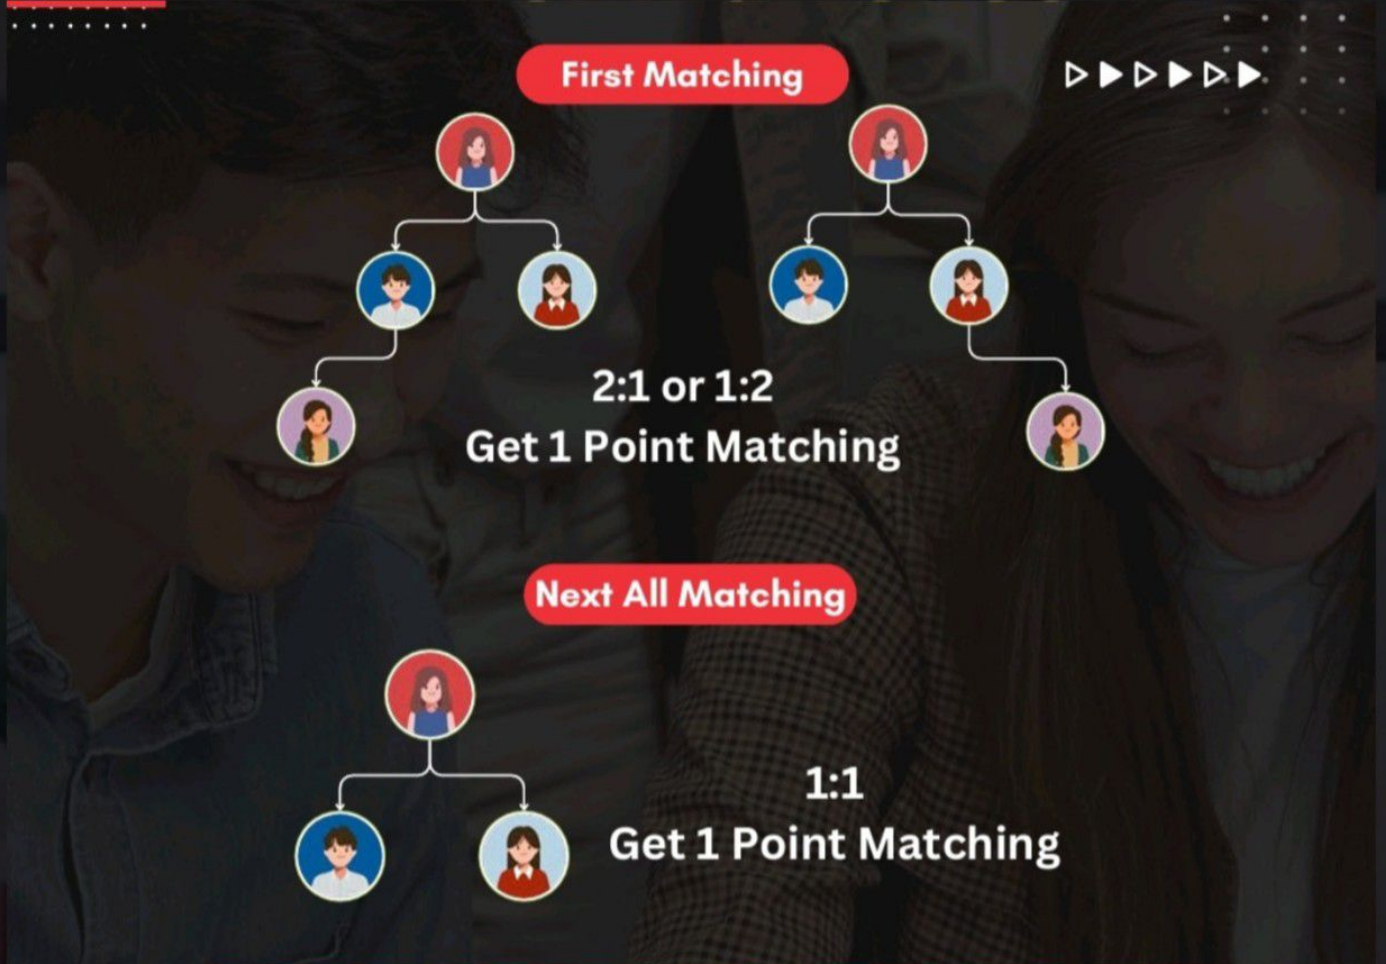 First Matching
2:1 or 1:2
Get 1 Point Matching
Next All Matching
1:1
Get 1 Point Matching